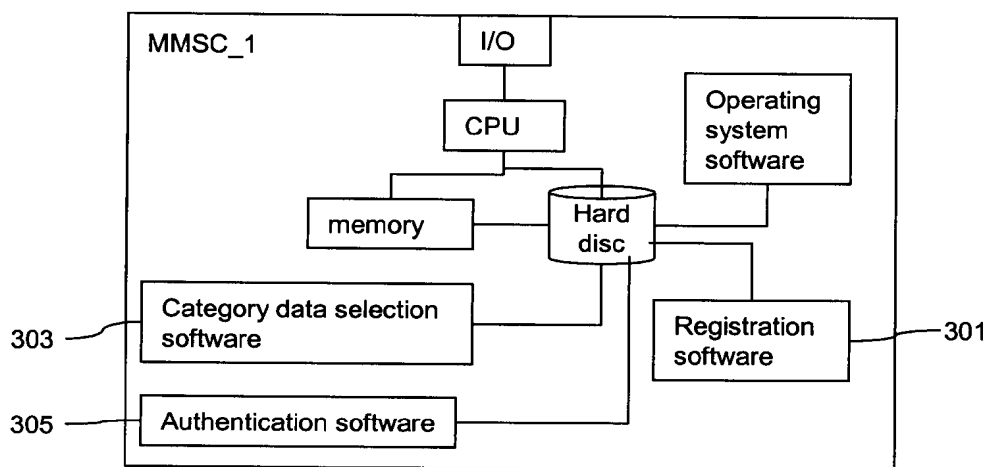 MMSC_1
I/O
CPU
Operating
system
software
memory
Hard
disc
Category data selection
software
303
Registration
software
301
Authentication software
305